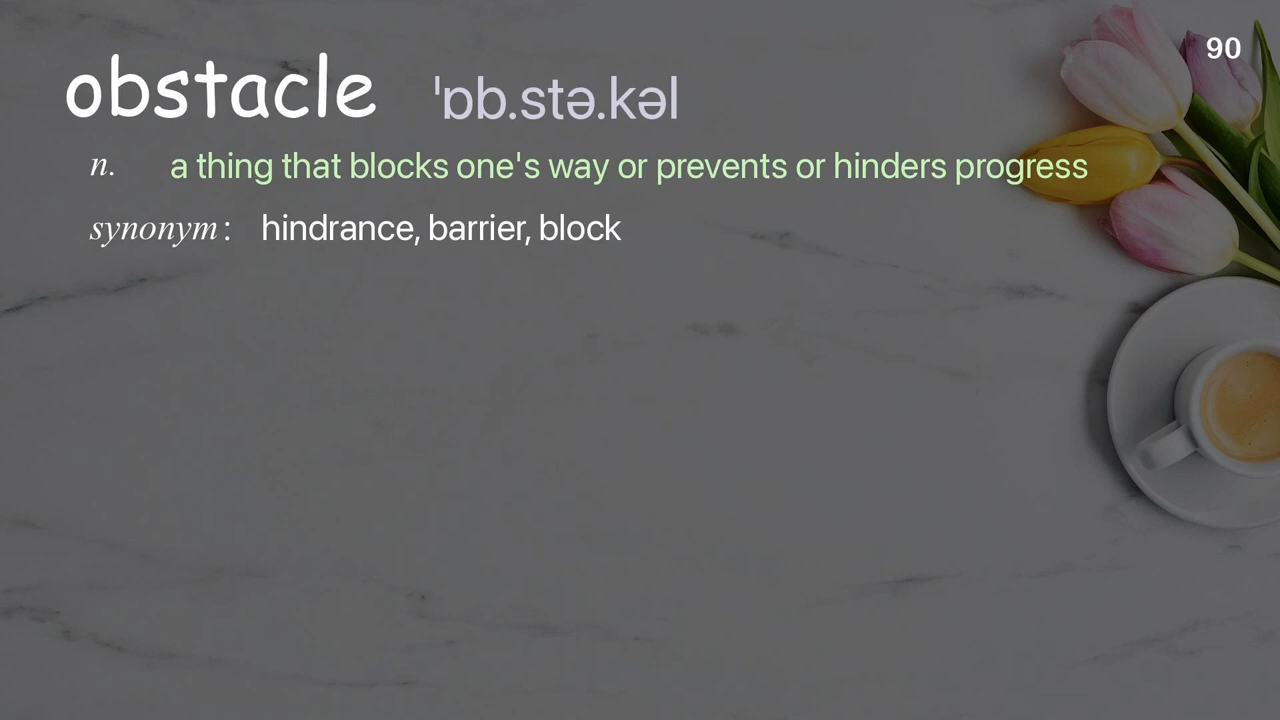 90
obstacle ˈɒb.stə.kəl
n. a thing that blocks one's way or prevents or hinders progress
synonym: hindrance, barrier, block